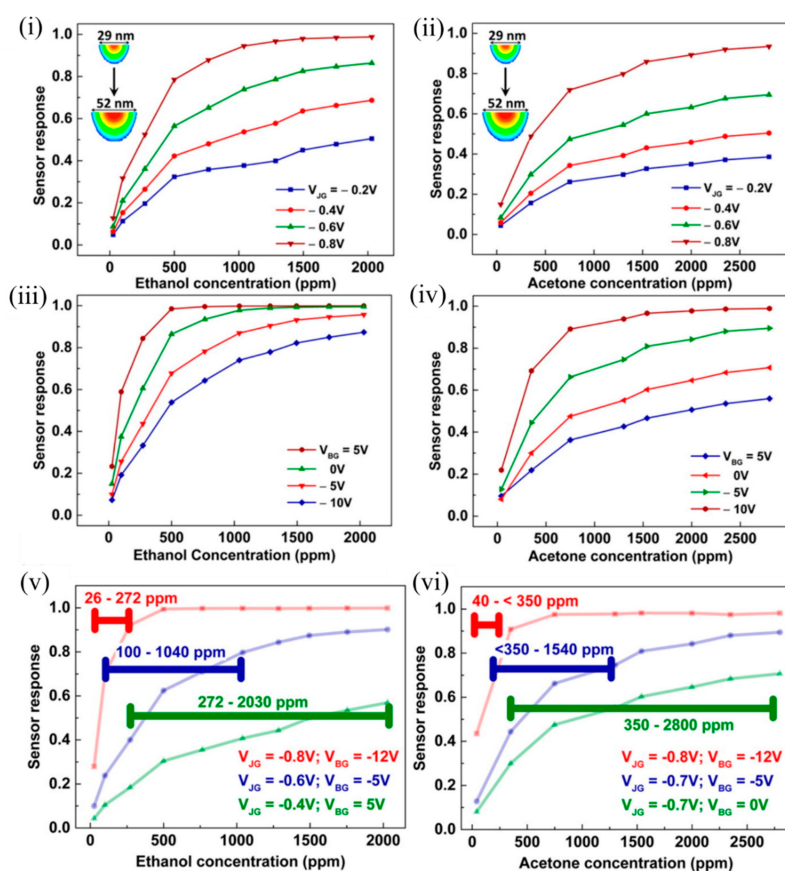 (i)
29 nm
52 nm
V_JG = – 0.2V
– 0.4V
– 0.6V
– 0.8V
Sensor response
1.0
0.8
0.6
0.4
0.2
0.0
0 500 1000 1500 2000
Ethanol concentration (ppm)
(ii)
29 nm
52 nm
V_JG = – 0.2V
– 0.4V
– 0.6V
– 0.8V
Sensor response
1.0
0.8
0.6
0.4
0.2
0.0
0 500 1000 1500 2000 2500
Acetone concentration (ppm)
(iii)
V_BG = 5V
0V
– 5V
– 10V
Sensor response
1.0
0.8
0.6
0.4
0.2
0.0
0 500 1000 1500 2000
Ethanol Concentration (ppm)
(iv)
V_BG = 5V
0V
– 5V
– 10V
Sensor response
1.0
0.8
0.6
0.4
0.2
0.0
0 500 1000 1500 2000 2500
Acetone concentration (ppm)
(v)
26 - 272 ppm
100 - 1040 ppm
272 - 2030 ppm
V_JG = -0.8V; V_BG = -12V
V_JG = -0.6V; V_BG = -5V
V_JG = -0.4V; V_BG = 5V
Sensor response
1.0
0.8
0.6
0.4
0.2
0.0
0 500 1000 1500 2000
Ethanol concentration (ppm)
(vi)
40 - < 350 ppm
<350 - 1540 ppm
350 - 2800 ppm
V_JG = -0.8V; V_BG = -12V
V_JG = -0.7V; V_BG = -5V
V_JG = -0.7V; V_BG = 0V
Sensor response
1.0
0.8
0.6
0.4
0.2
0.0
0 500 1000 1500 2000 2500
Acetone concentration (ppm)